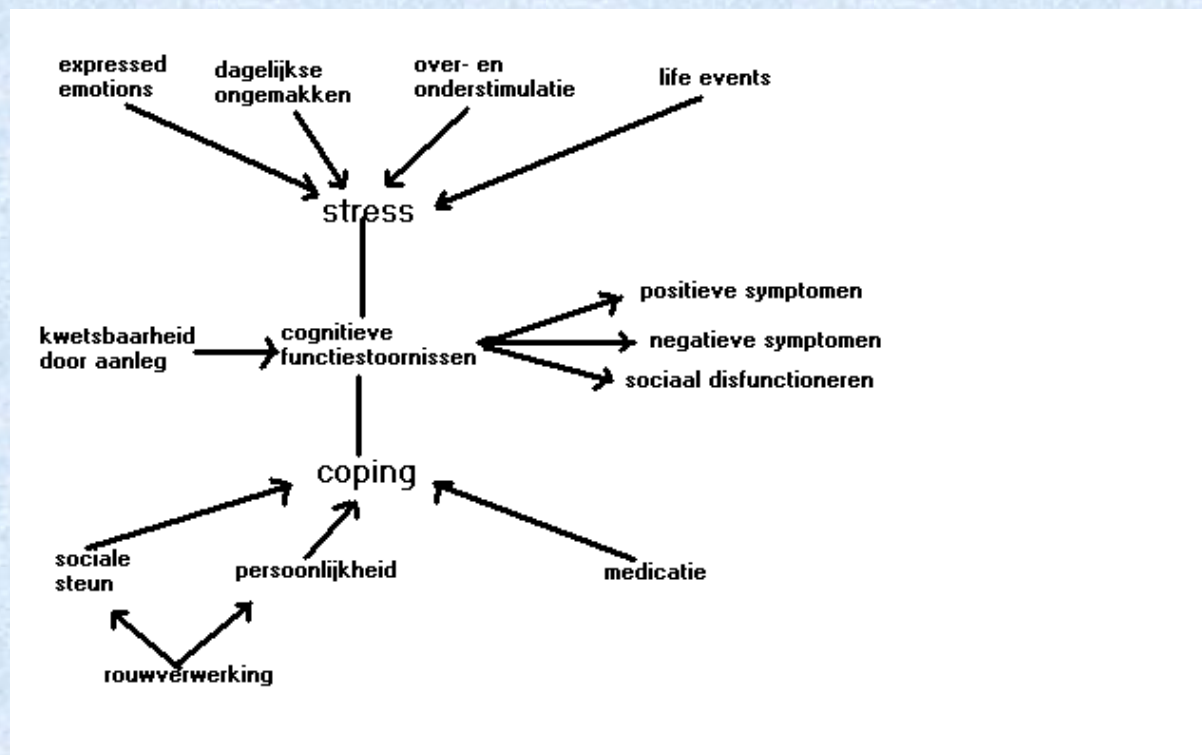 expressed
emotions
dagelijkse
ongemakken
over- en
onderstimulatie
life events
stress
kwetsbaarheid
door aanleg
cognitieve
functiestoornissen
positieve symptomen
negatieve symptomen
sociaal disfunctioneren
coping
sociale
steun
persoonlijkheid
medicatie
rouwverwerking